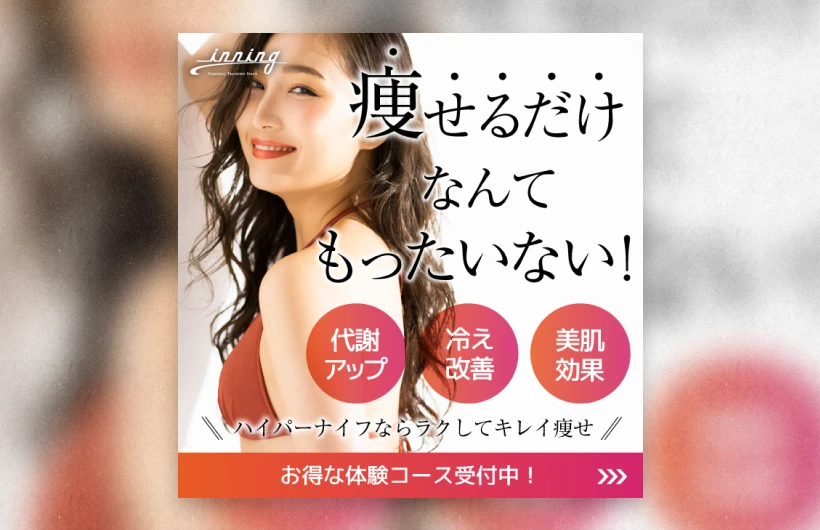 inning
痩せるだけ
なんて
もったいない!
代謝
アップ
冷え
改善
美肌
効果
ハイパーナイフならラクしてキレイ痩せ
お得な体験コース受付中!